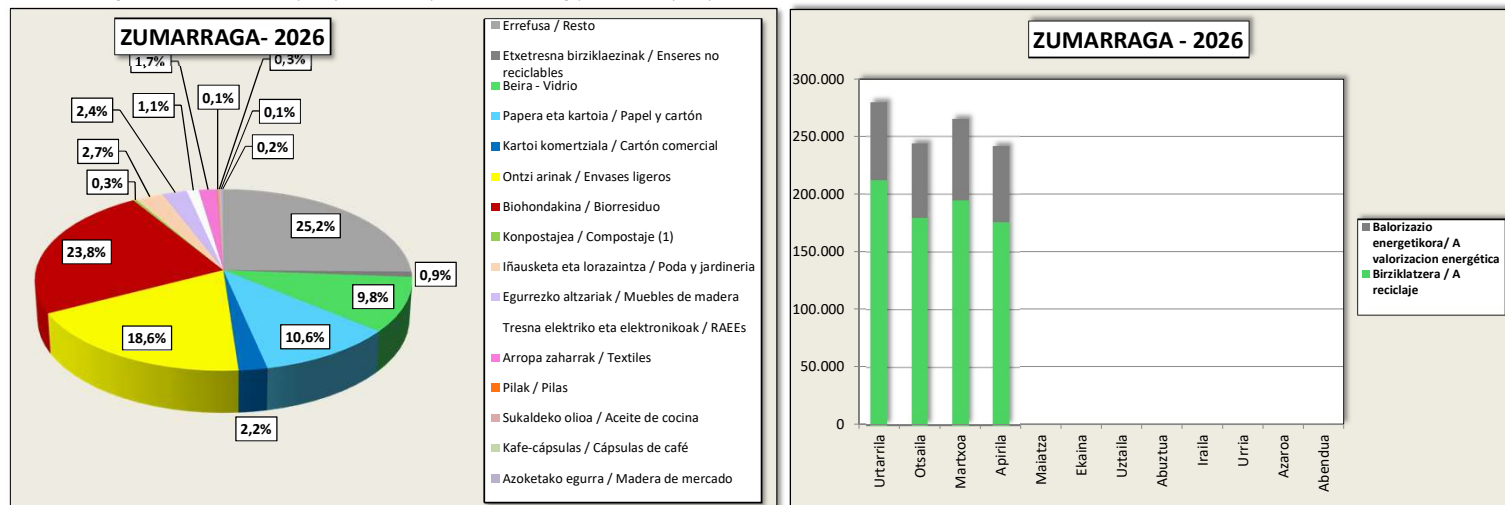 ZUMARRAGA- 2026
1,7%
0,3%
0,1%
1,1%
0,1%
2,4%
0,2%
2,7%
0,3%
25,2%
23,8%
0,9%
9,8%
18,6%
10,6%
2,2%
Errefusa / Resto
Etxetresna birziklaezinak / Enseres no
reciclables
Beira - Vidrio
Papera eta kartoia / Papel y cartón
Kartoi komertziala / Cartón comercial
Ontzi arinak / Envases ligeros
Biohondakina / Biorresiduo
Konpostajea / Compostaje (1)
Iñausketa eta lorazaintza / Poda y jardineria
Egurrezko altzariak / Muebles de madera
Tresna elektriko eta elektronikoak / RAEEs
Arropa zaharrak / Textiles
Pilak / Pilas
Sukaldeko olioa / Aceite de cocina
Kafe-cápsulas / Cápsulas de café
Azoketako egurra / Madera de mercado
ZUMARRAGA - 2026
300.000
250.000
200.000
150.000
100.000
50.000
0
Urtarrila
Otsaila
Martxoa
Apirila
Maiatza
Ekaina
Uztaila
Abuztua
Iraila
Urria
Azaroa
Abendua
Balorizazio
energetikora/ A
valorizacion energética
Birziklatzera / A
reciclaje